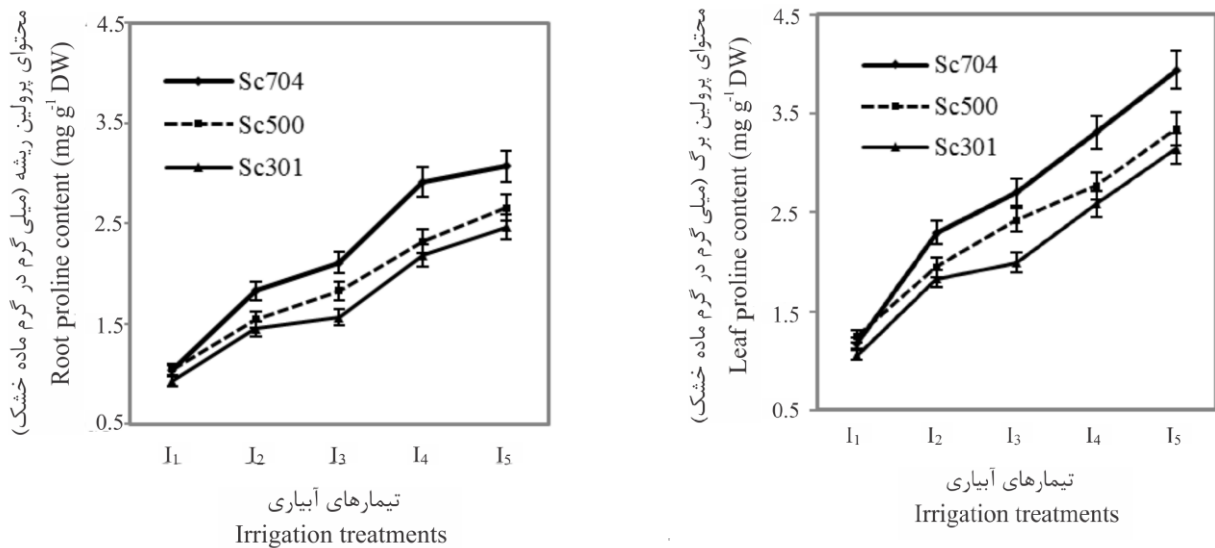 محتوای پرولین ریشه (میلی گرم در گرم ماده خشک)
Root proline content (mg g-1 DW)
4.5
3.5
2.5
1.5
0.5
Sc704
Sc500
Sc301
I1 I2 I3 I4 I5
تیمارهای آبیاری
Irrigation treatments
محتوای پرولین برگ (میلی گرم در گرم ماده خشک)
Leaf proline content (mg g-1 DW)
4.5
3.5
2.5
1.5
0.5
Sc704
Sc500
Sc301
I1 I2 I3 I4 I5
تیمارهای آبیاری
Irrigation treatments